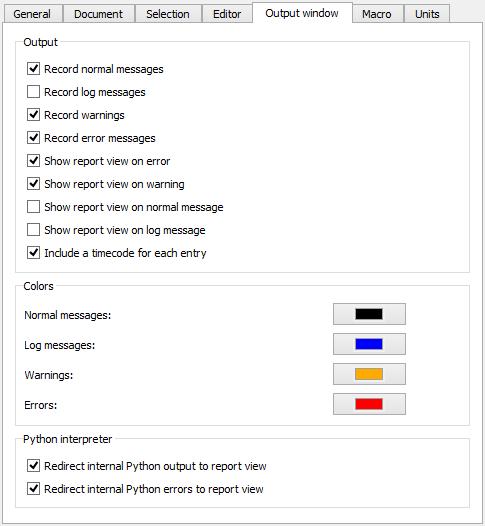 General Document Selection Editor Output window Macro Units
Output
Record normal messages
Record log messages
Record warnings
Record error messages
Show report view on error
Show report view on warning
Show report view on normal message
Show report view on log message
Include a timecode for each entry
Colors
Normal messages:
Log messages:
Warnings:
Errors:
Python interpreter
Redirect internal Python output to report view
Redirect internal Python errors to report view